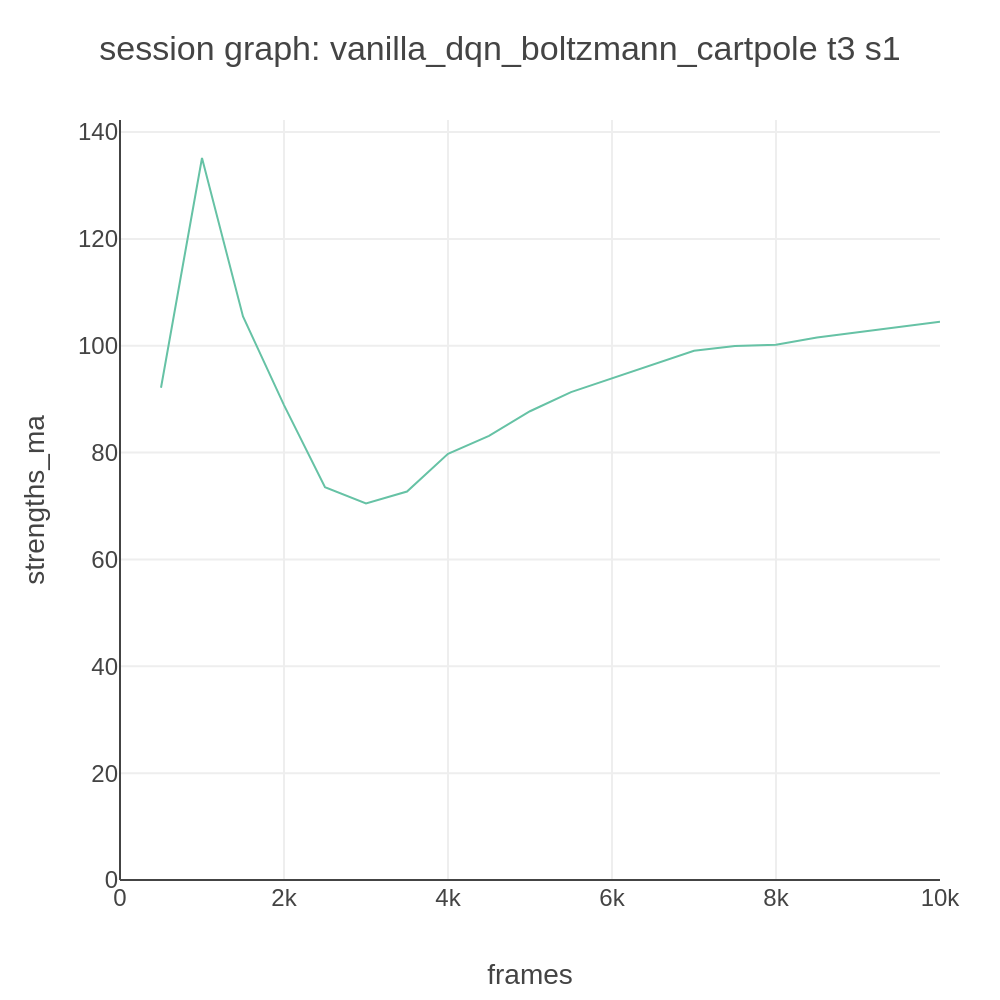 session graph: vanilla_dqn_boltzmann_cartpole t3 s1
140
120
100
80
60
40
20
0
strengths_ma
0 2k 4k 6k 8k 10k
frames